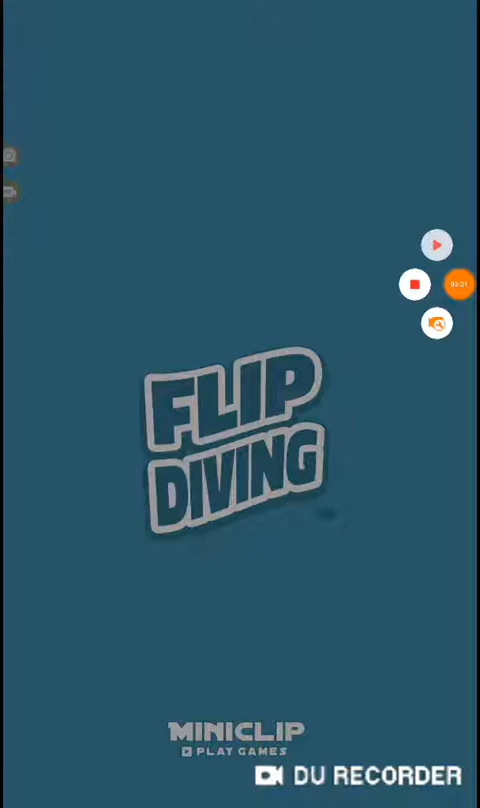 FLIP
DIVING
MINICLIP
PLAY GAMES
DU RECORDER